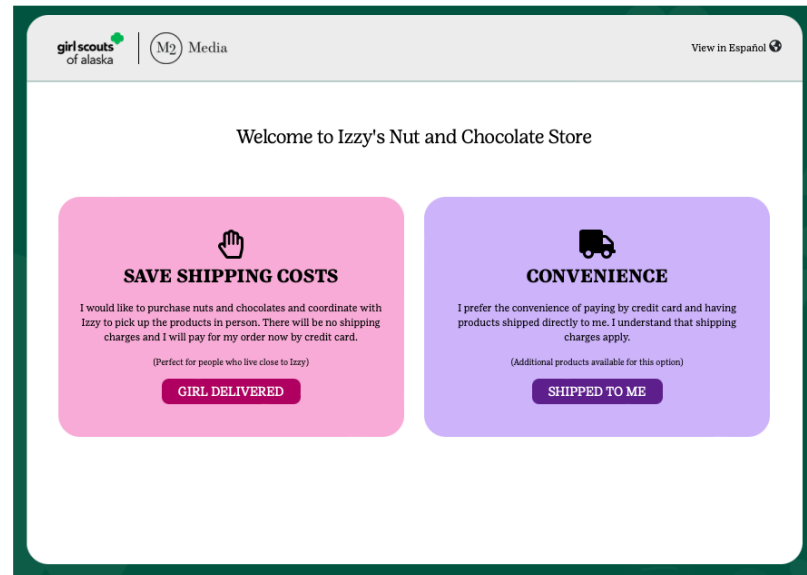 girl scouts
of alaska
M2 Media
View in Español
Welcome to Izzy's Nut and Chocolate Store
SAVE SHIPPING COSTS
I would like to purchase nuts and chocolates and coordinate with
Izzy to pick up the products in person. There will be no shipping
charges and I will pay for my order now by credit card.
(Perfect for people who live close to Izzy)
GIRL DELIVERED
CONVENIENCE
I prefer the convenience of paying by credit card and having
products shipped directly to me. I understand that shipping
charges apply.
(Additional products available for this option)
SHIPPED TO ME